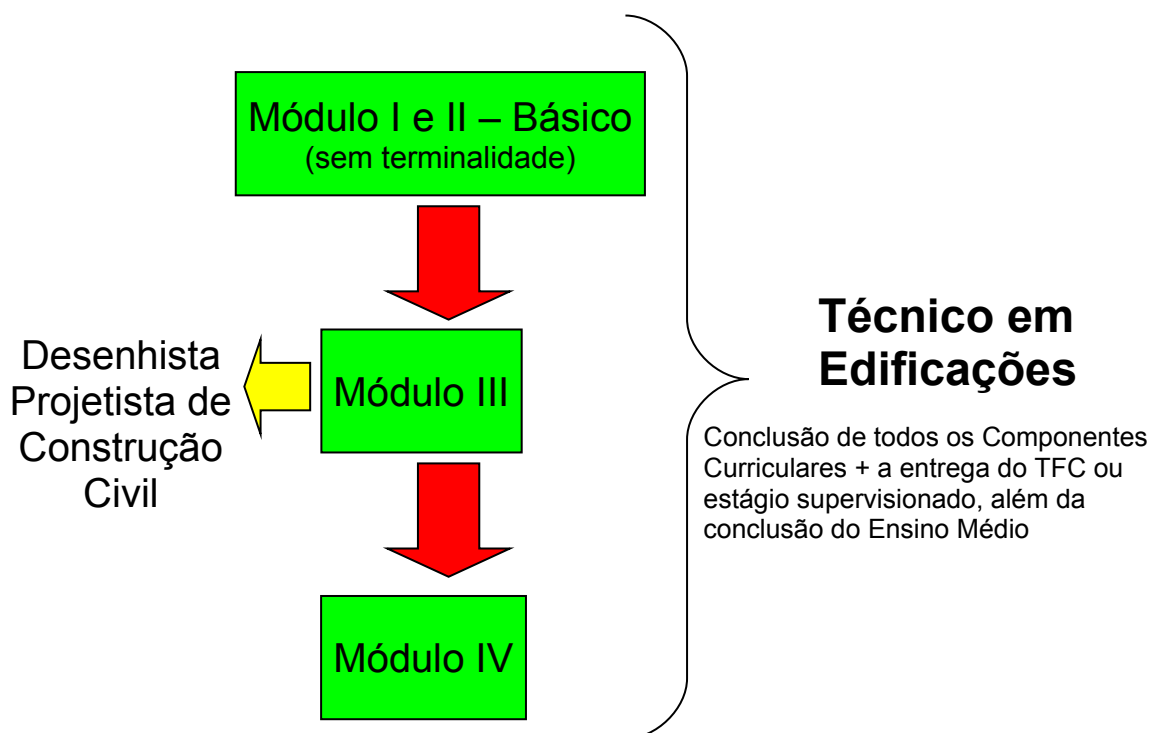 Módulo I e II – Básico
(sem terminalidade)
Desenhista
Projetista de
Construção
Civil
Módulo III
Módulo IV
Técnico em
Edificações
Conclusão de todos os Componentes
Curriculares + a entrega do TFC ou
estágio supervisionado, além da
conclusão do Ensino Médio